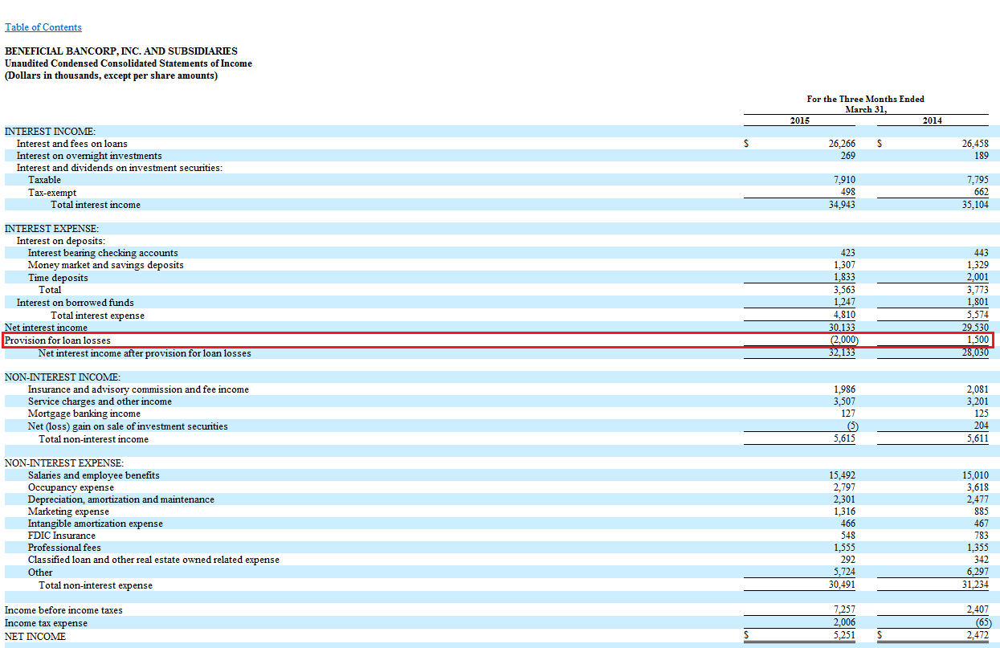 Table of Contents
BENEFICIAL BANCORP, INC. AND SUBSIDIARIES
Unaudited Condensed Consolidated Statements of Income
(Dollars in thousands, except per share amounts)
For the Three Months Ended
March 31,
2015 2014
INTEREST INCOME:
Interest and fees on loans $ 26,266 $ 26,458
Interest on overnight investments 269 189
Interest and dividends on investment securities:
Taxable 7,910 7,795
Tax-exempt 498 662
Total interest income 34,943 35,104
INTEREST EXPENSE:
Interest on deposits:
Interest bearing checking accounts 423 443
Money market and savings deposits 1,307 1,329
Time deposits 1,833 2,001
Total 3,563 3,773
Interest on borrowed funds 1,247 1,801
Total interest expense 4,810 5,574
Net interest income 30,133 29,530
Provision for loan losses (2,000) 1,500
Net interest income after provision for loan losses 32,133 28,030
NON-INTEREST INCOME:
Insurance and advisory commission and fee income 1,986 2,081
Service charges and other income 3,507 3,201
Mortgage banking income 127 125
Net (loss) gain on sale of investment securities (5) 204
Total non-interest income 5,615 5,611
NON-INTEREST EXPENSE:
Salaries and employee benefits 15,492 15,010
Occupancy expense 2,797 3,618
Depreciation, amortization and maintenance 2,301 2,477
Marketing expense 1,316 885
Intangible amortization expense 466 467
FDIC Insurance 548 783
Professional fees 1,555 1,355
Classified loan and other real estate owned related expense 292 342
Other 5,724 6,297
Total non-interest expense 30,491 31,234
Income before income taxes 7,257 2,407
Income tax expense 2,006 (65)
NET INCOME $ 5,251 $ 2,472